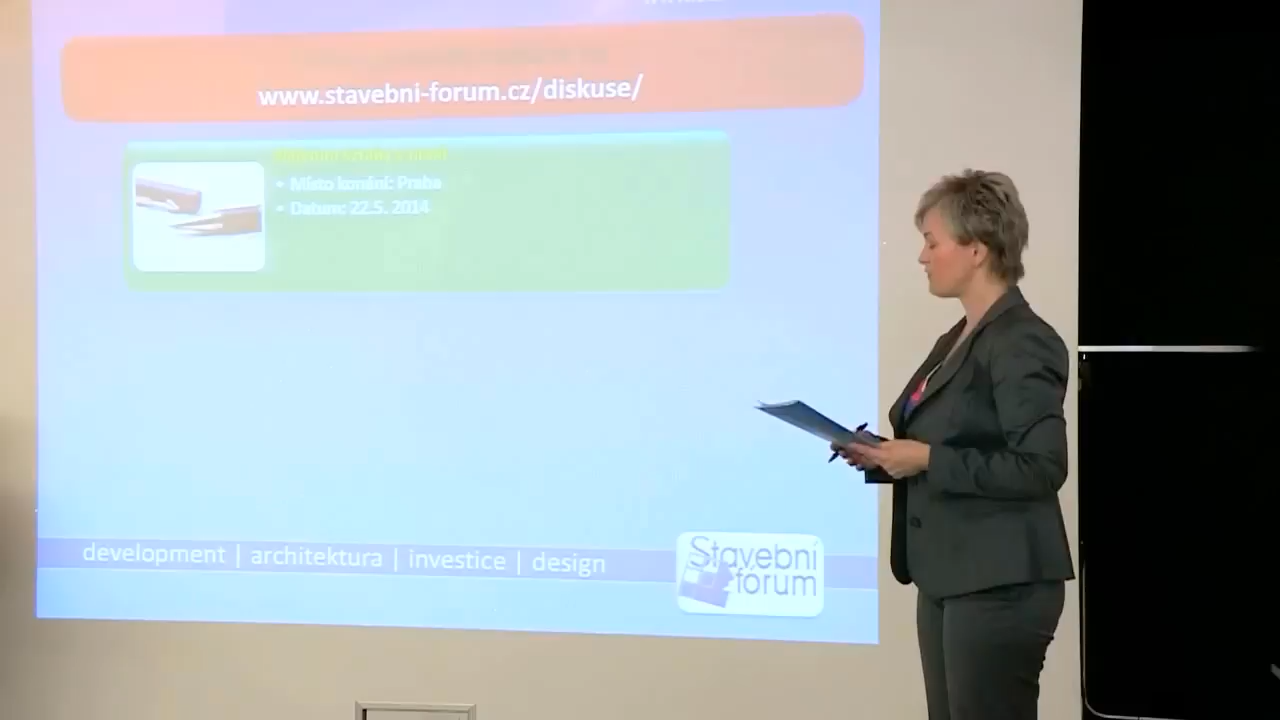 www.stavebni-forum.cz/diskuse/
• Místo konání: Praha
• Datum: 22.5. 2014
development | architektura | investice | design
Stavební
forum